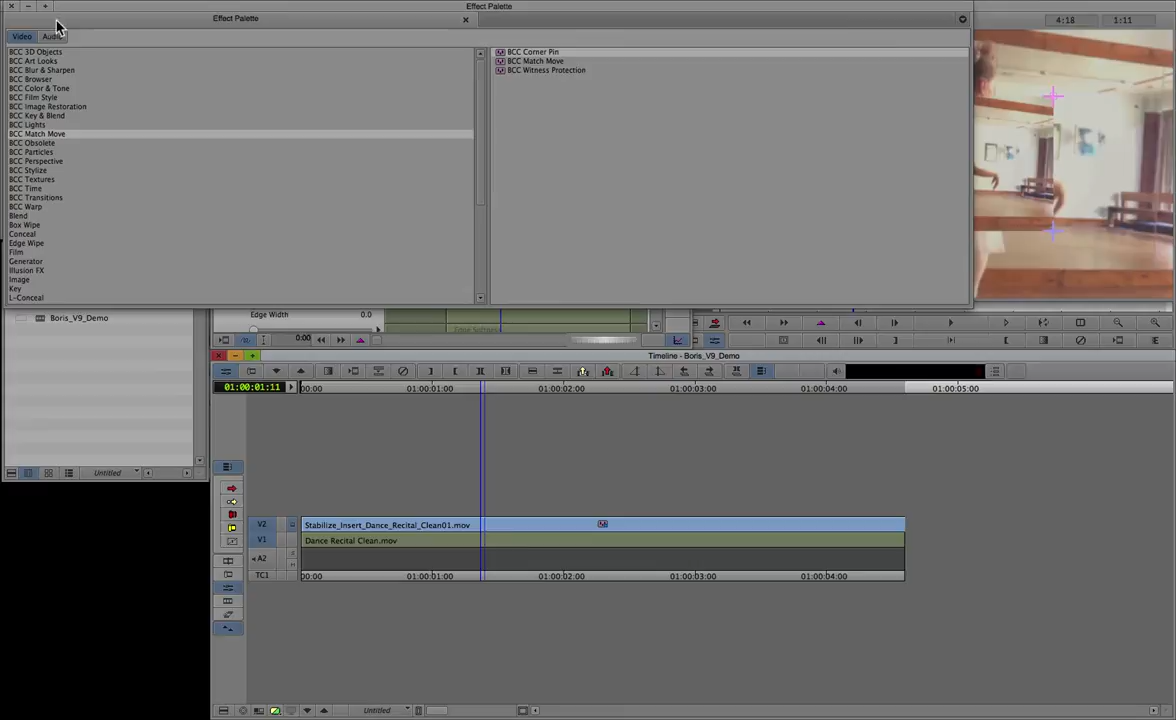 Effect Palette
Effect Palette
4:18
1:11
Video
Audio
BCC 3D Objects
BCC Art Looks
BCC Blur & Sharpen
BCC Browser
BCC Color & Tone
BCC Film Style
BCC Image Restoration
BCC Key & Blend
BCC Lights
BCC Match Move
BCC Obsolete
BCC Particles
BCC Perspective
BCC Stylize
BCC Textures
BCC Time
BCC Transitions
BCC Warp
Blend
Box Wipe
Conceal
Edge Wipe
Film
Generator
Illusion FX
Image
Key
L-Conceal
BCC Corner Pin
BCC Match Move
BCC Witness Protection
Boris_V9_Demo
Edge Width
0.0
Edge Softness
0:00
Timeline - Boris_V9_Demo
01:00:01:11
00:00
01:00:01:00
01:00:02:00
01:00:03:00
01:00:04:00
01:00:05:00
Untitled
V2
Stabilize_Insert_Dance_Recital_Clean01.mov
V1
Dance Recital Clean.mov
A2
TC1
00:00
01:00:01:00
01:00:02:00
01:00:03:00
01:00:04:00
Untitled